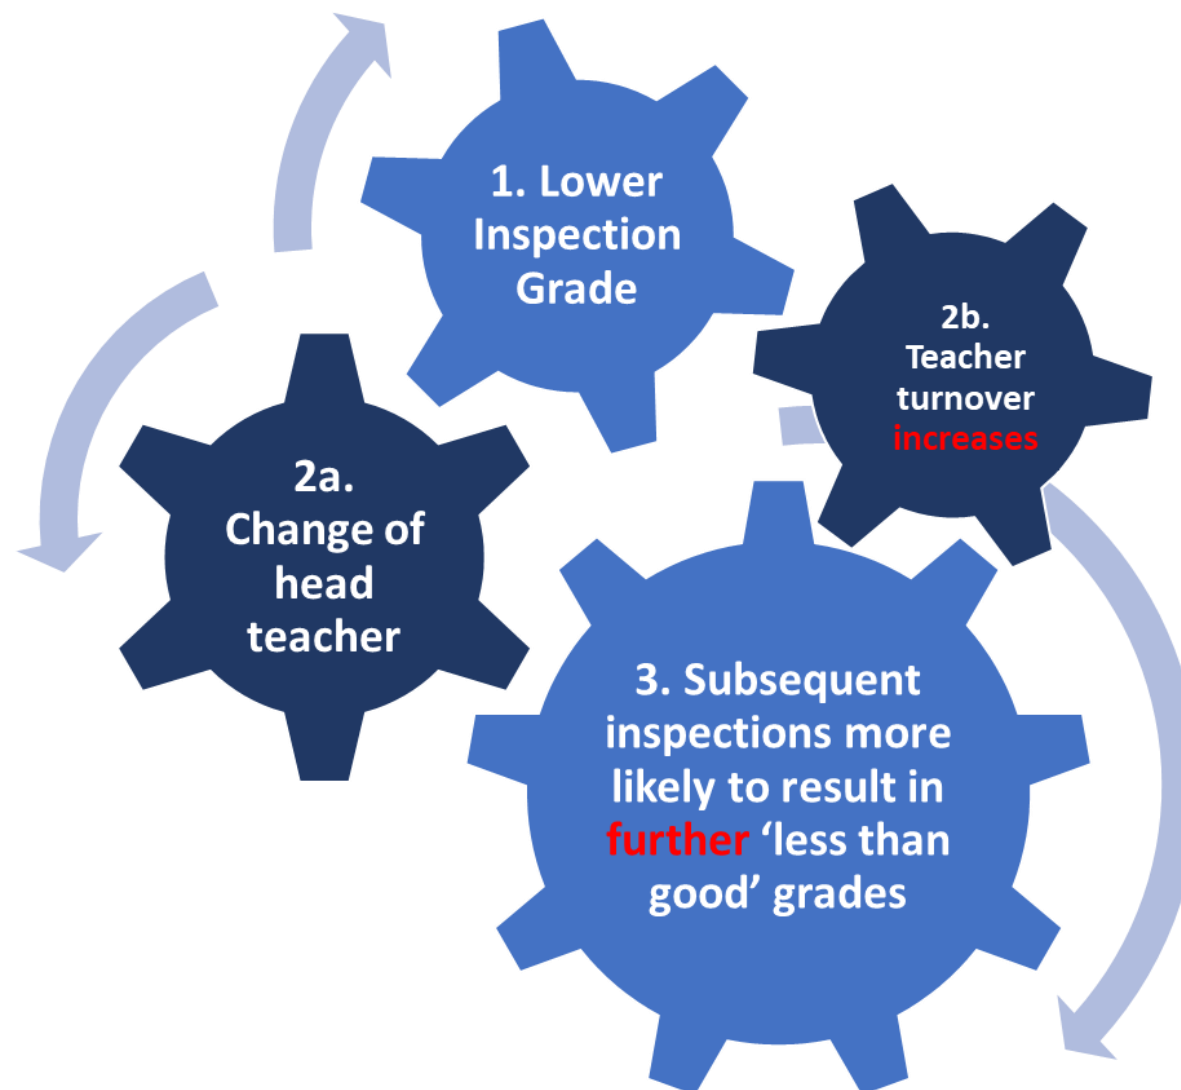 1. Lower
Inspection
Grade
2b.
Teacher
turnover
increases
2a.
Change of
head
teacher
3. Subsequent
inspections more
likely to result in
further ‘less than
good’ grades